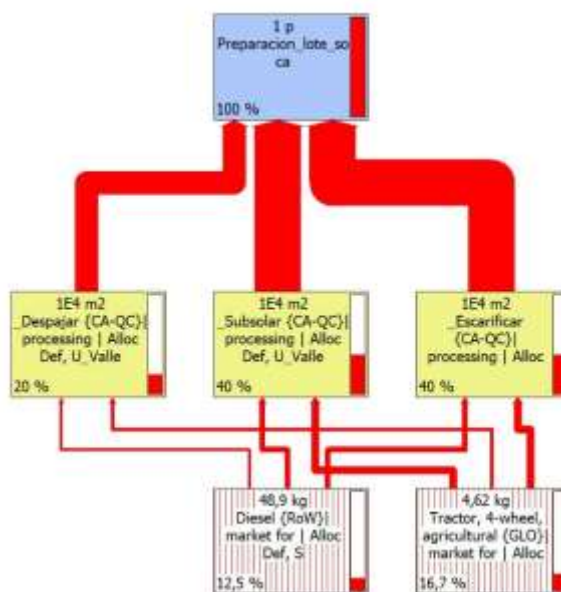 1 p
Preparacion_lote_so
ca
100 %
1E4 m2
_Despajar {CA-QC}|
processing | Alloc
Def, U_Valle
20 %
1E4 m2
_Subsolar {CA-QC}|
processing | Alloc
Def, U_Valle
40 %
1E4 m2
_Escarificar
{CA-QC}|
processing | Alloc
40 %
48,9 kg
Diesel {RoW}|
market for | Alloc
Def, S
12,5 %
4,62 kg
Tractor, 4-wheel,
agricultural {GLO}|
market for | Alloc
16,7 %